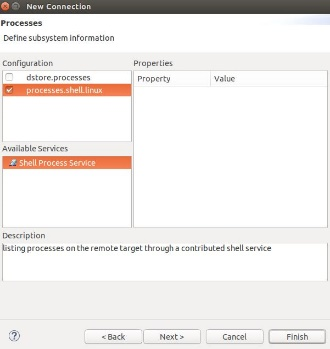 New Connection
Processes
Define subsystem information
Configuration
Properties
dstore.processes
processes.shell.linux
Property Value
Available Services
Shell Process Service
Description
listing processes on the remote target through a contributed shell service
?
< Back Next > Cancel Finish